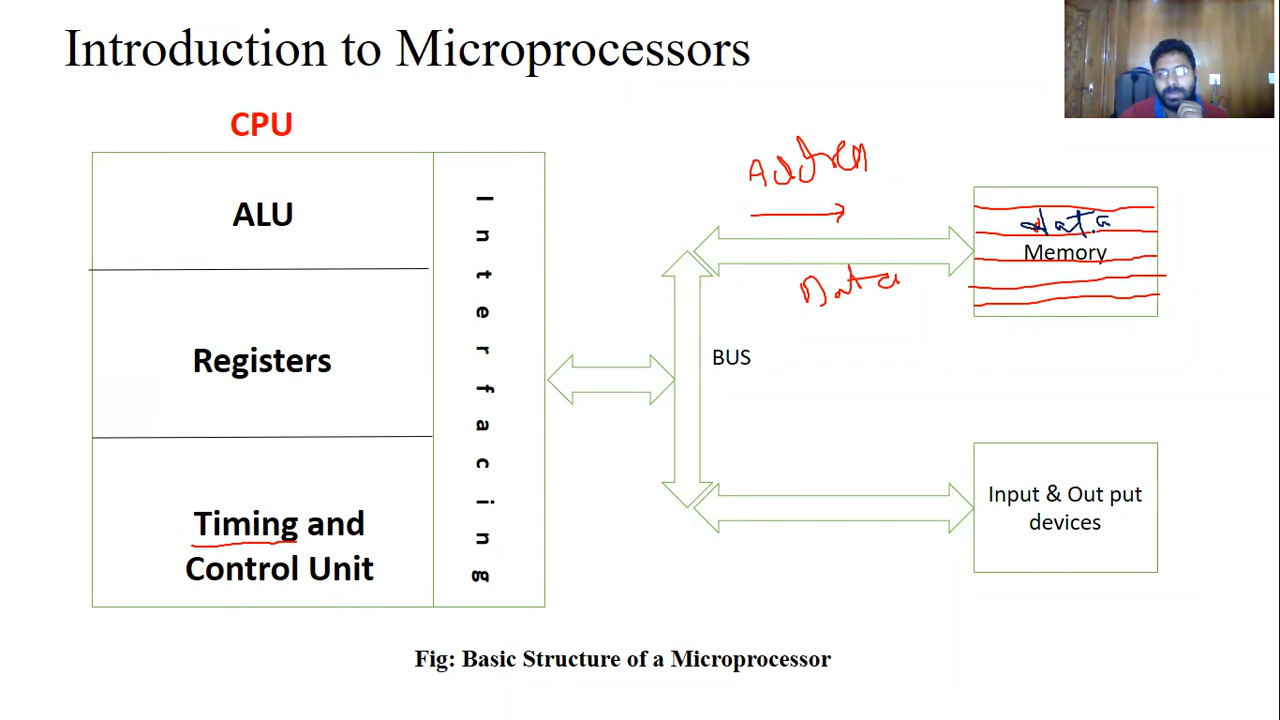 Introduction to Microprocessors
CPU
ALU
Registers
Timing and
Control Unit
Interfacing
BUS
Address
Data
data
Memory
Input & Out put
devices
Fig: Basic Structure of a Microprocessor